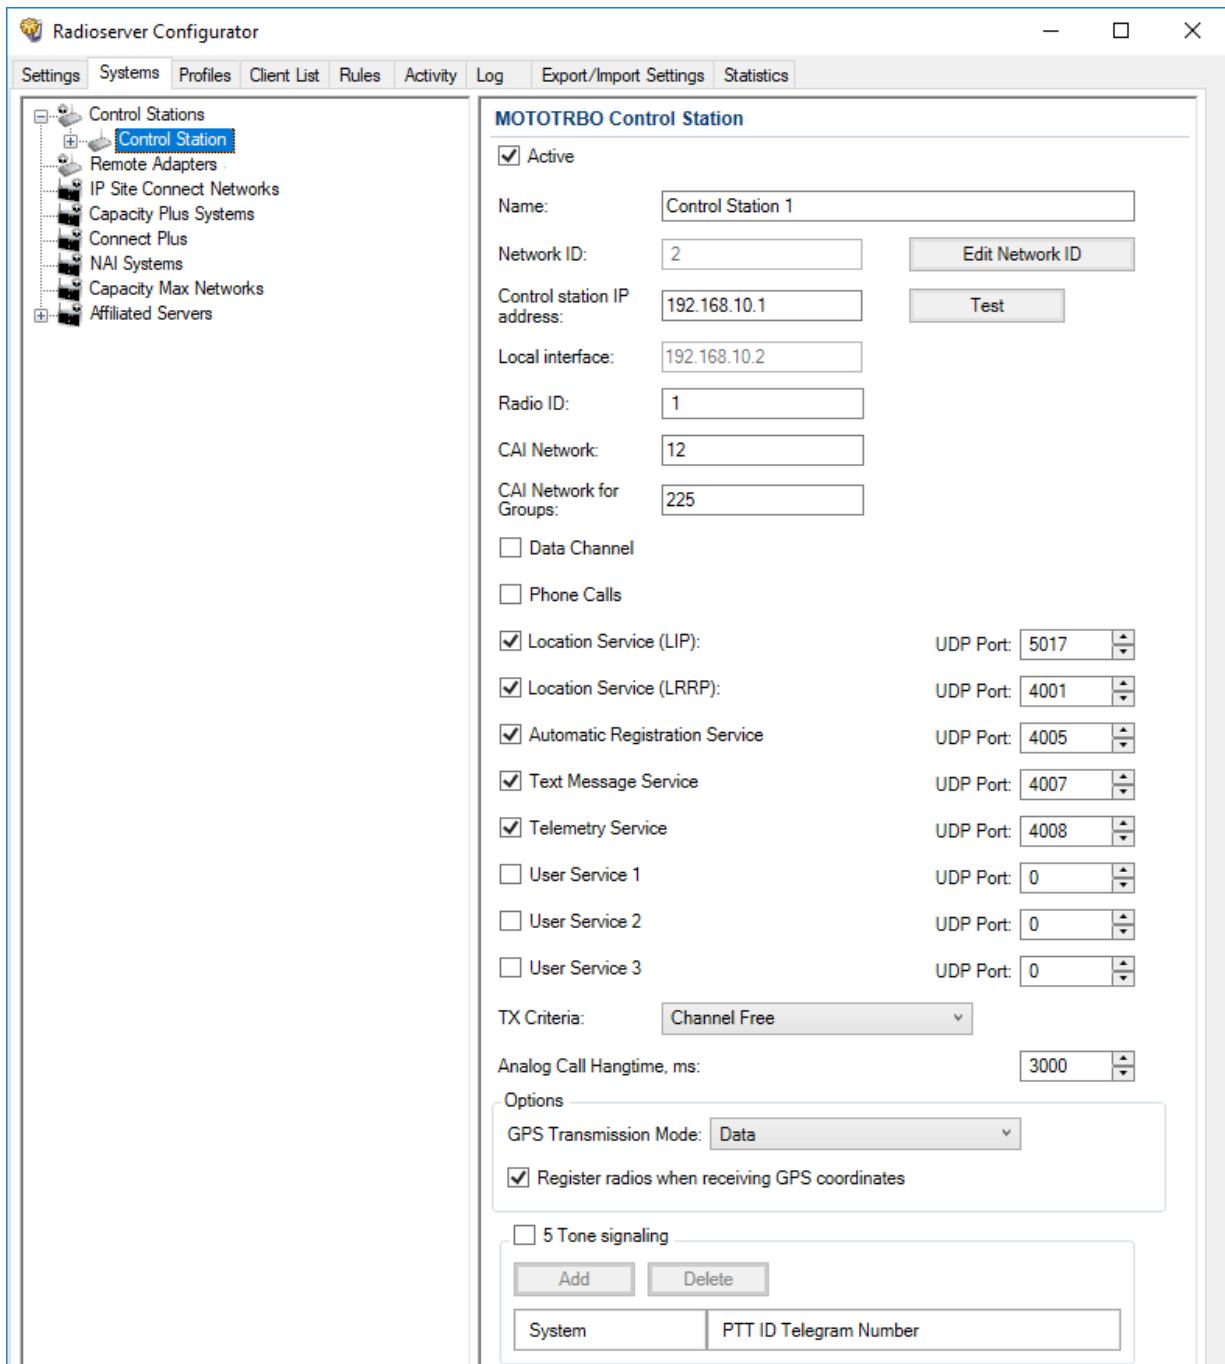 Radioserver Configurator
Settings Systems Profiles Client List Rules Activity Log Export/Import Settings Statistics
Control Stations
Control Station
Remote Adapters
IP Site Connect Networks
Capacity Plus Systems
Connect Plus
NAI Systems
Capacity Max Networks
Affiliated Servers
MOTOTRBO Control Station
Active
Name: Control Station 1
Network ID: 2 Edit Network ID
Control station IP
address: 192.168.10.1 Test
Local interface: 192.168.10.2
Radio ID: 1
CAI Network: 12
CAI Network for
Groups: 225
Data Channel
Phone Calls
Location Service (LIP): UDP Port: 5017
Location Service (LRRP): UDP Port: 4001
Automatic Registration Service UDP Port: 4005
Text Message Service UDP Port: 4007
Telemetry Service UDP Port: 4008
User Service 1 UDP Port: 0
User Service 2 UDP Port: 0
User Service 3 UDP Port: 0
TX Criteria: Channel Free
Analog Call Hangtime, ms: 3000
Options
GPS Transmission Mode: Data
Register radios when receiving GPS coordinates
5 Tone signaling
Add Delete
System PTT ID Telegram Number